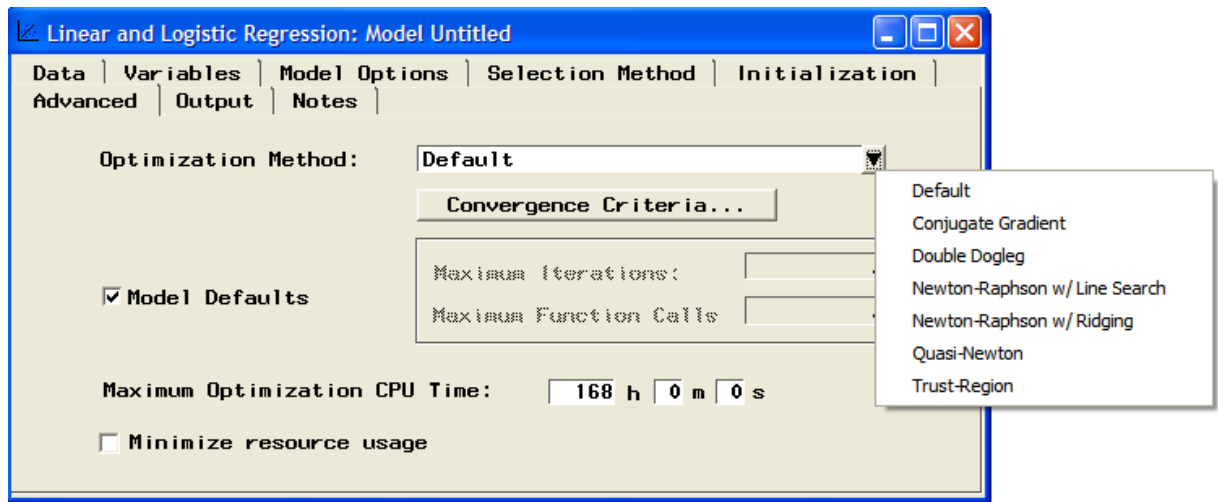 Linear and Logistic Regression: Model Untitled
Data Variables Model Options Selection Method Initialization
Advanced Output Notes
Optimization Method: Default
Convergence Criteria...
Maximum Iterations:
Model Defaults
Maximum Function Calls
Maximum Optimization CPU Time: 168 h 0 m 0 s
Minimize resource usage
Default
Conjugate Gradient
Double Dogleg
Newton-Raphson w/ Line Search
Newton-Raphson w/ Ridging
Quasi-Newton
Trust-Region